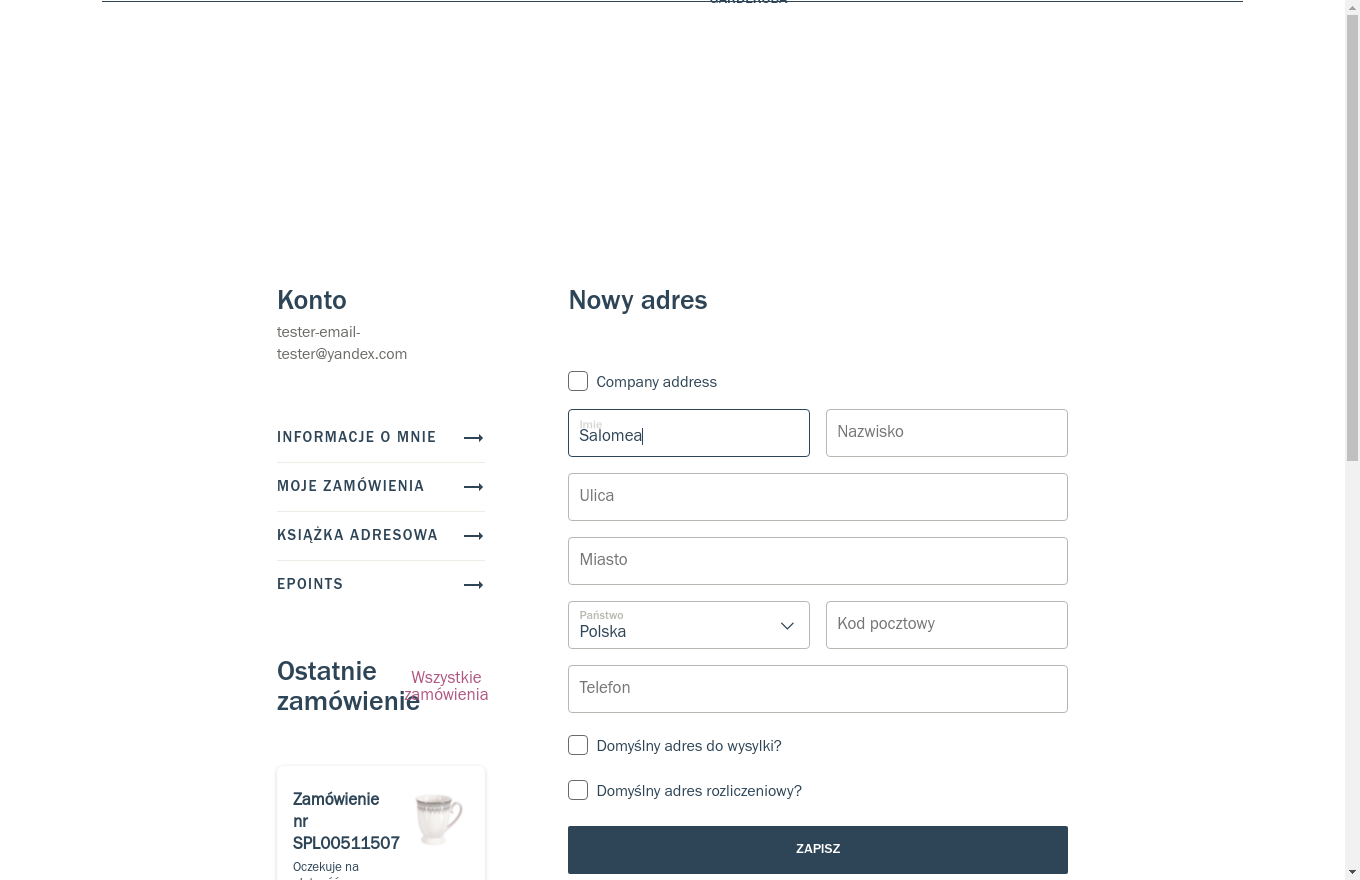 GARDEROBA
Konto
tester-email-
tester@yandex.com
INFORMACJE O MNIE
MOJE ZAMÓWIENIA
KSIĄŻKA ADRESOWA
EPOINTS
Ostatnie
zamówienie
Wszystkie
zamówienia
Zamówienie
nr
SPL00511507
Oczekuje na
Nowy adres
Company address
Imię
Salomea
Nazwisko
Ulica
Miasto
Państwo
Polska
Kod pocztowy
Telefon
Domyślny adres do wysylki?
Domyślny adres rozliczeniowy?
ZAPISZ